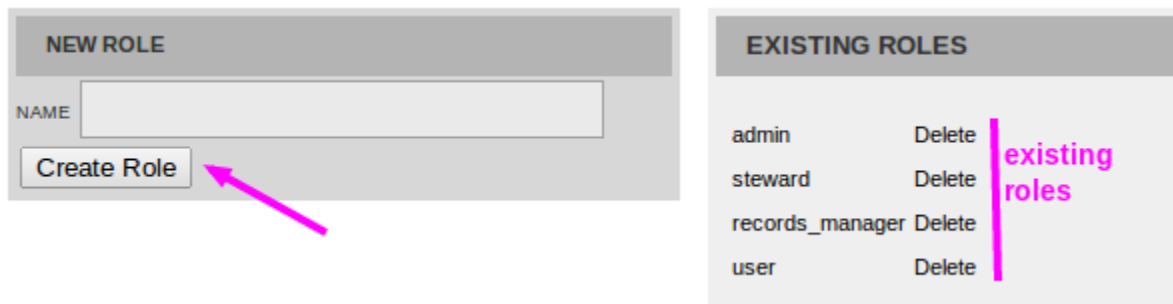 NEW ROLE
NAME
Create Role
EXISTING ROLES
admin Delete
steward Delete
records_manager Delete
user Delete
existing
roles